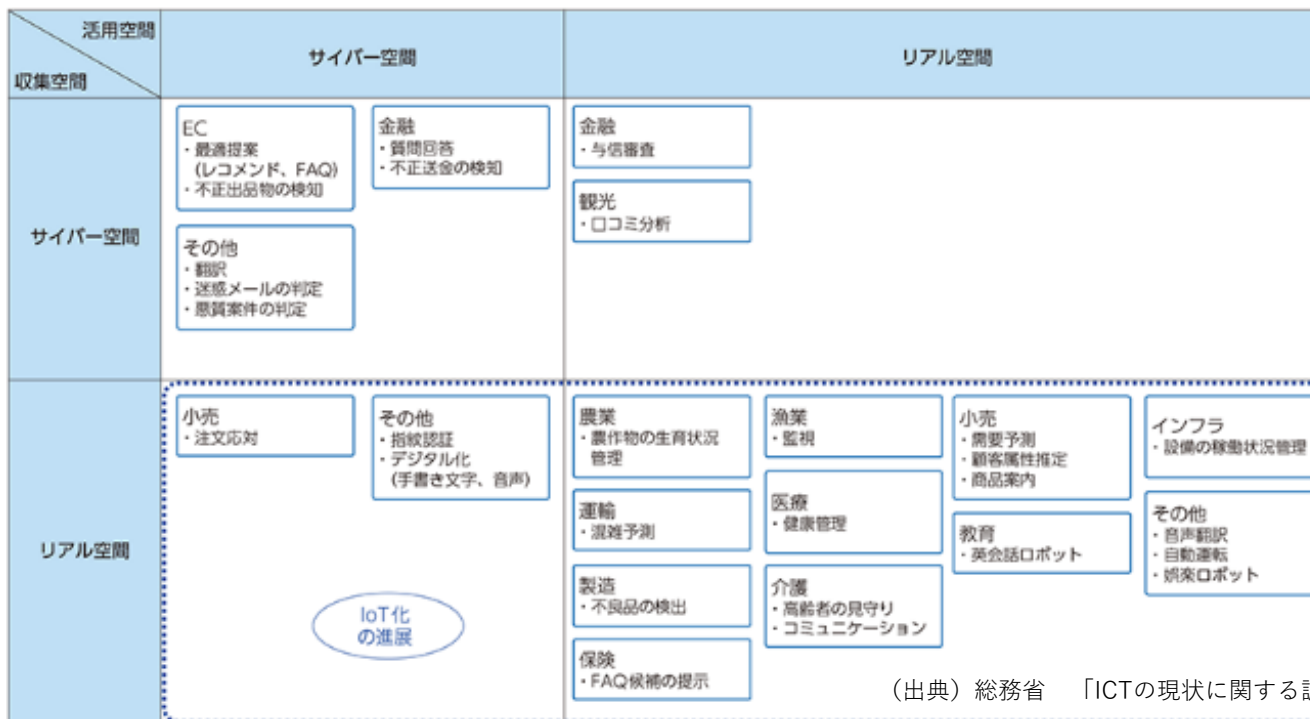 活用空間
収集空間
サイバー空間
リアル空間
サイバー空間
EC
・最適提案
(レコメンド、FAQ)
・不正出品物の検知
金融
・質問回答
・不正送金の検知
その他
・翻訳
・迷惑メールの判定
・悪質案件の判定
金融
・与信審査
観光
・口コミ分析
リアル空間
小売
・注文応対
その他
・指紋認証
・デジタル化
(手書き文字、音声)
IoT化
の進展
農業
・農作物の生育状況
管理
運輸
・混雑予測
製造
・不良品の検出
保険
・FAQ候補の提示
漁業
・監視
医療
・健康管理
介護
・高齢者の見守り
・コミュニケーション
小売
・需要予測
・顧客属性推定
・商品案内
教育
・英会話ロボット
インフラ
・設備の稼働状況管理
その他
・音声翻訳
・自動運転
・娯楽ロボット
（出典）総務省　「ICTの現状に関する